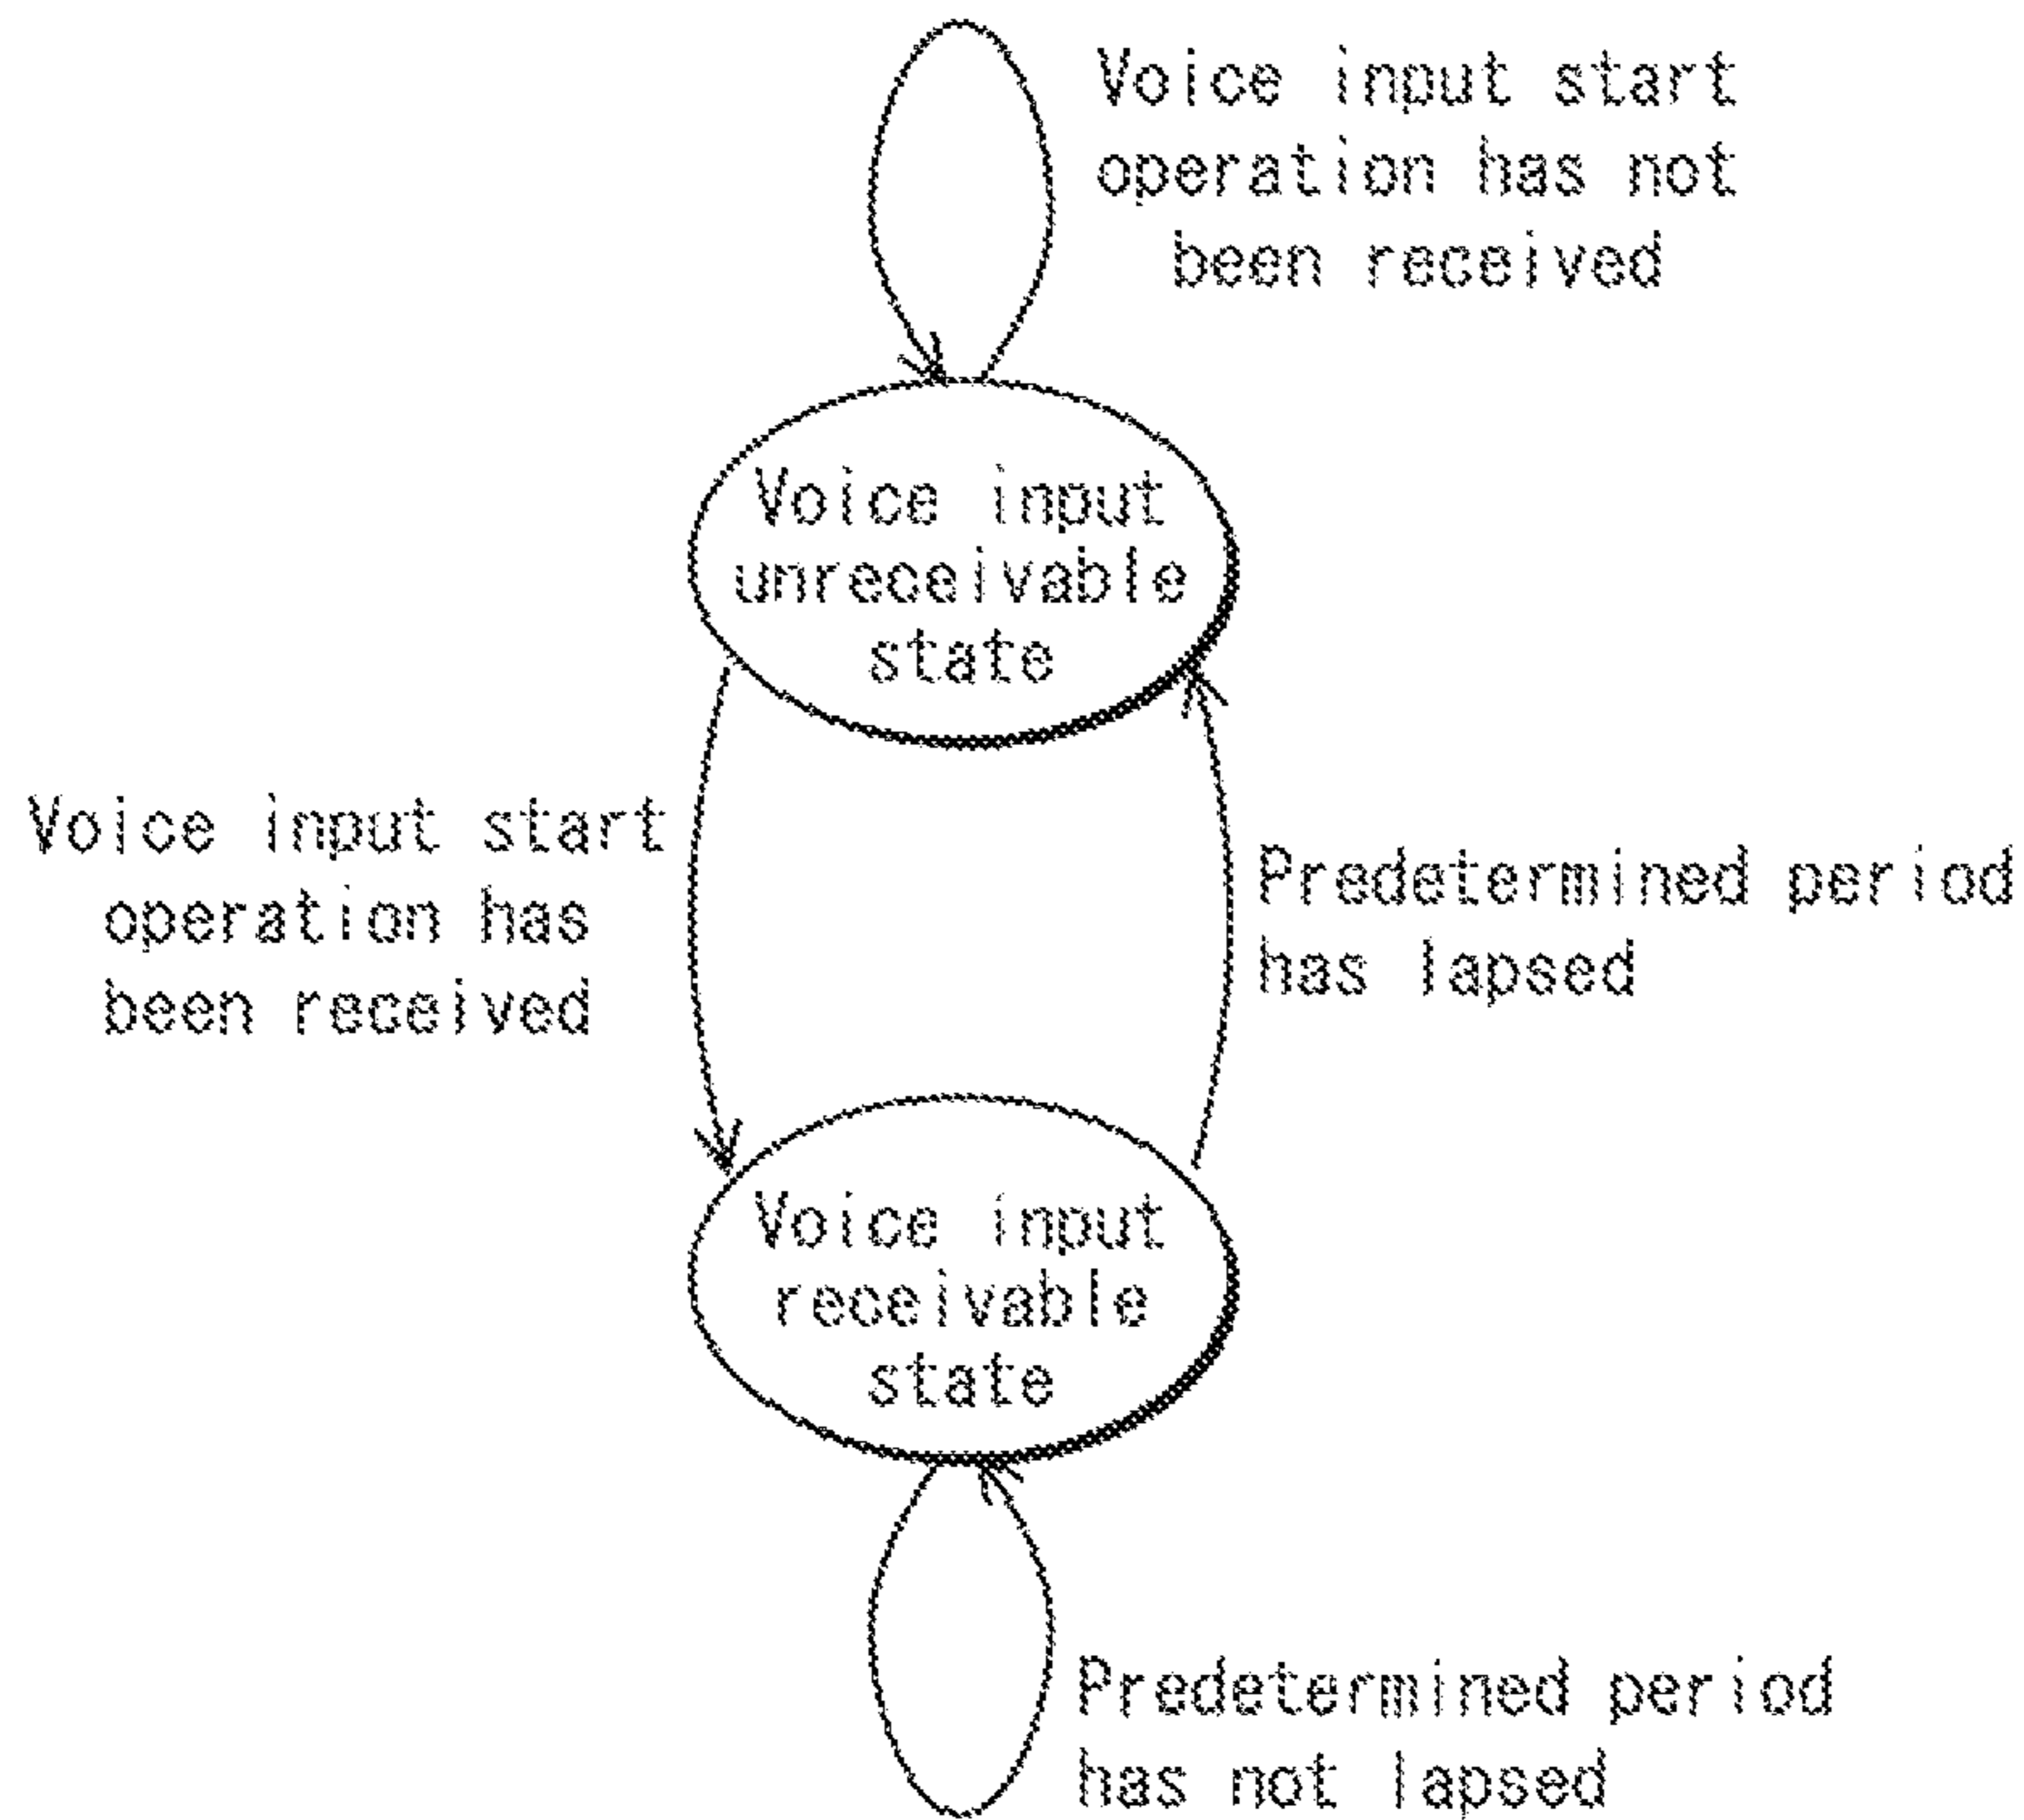 Voice input start
operation has not
been received
Voice input
unreceivable
state
Voice input start
operation has
been received
Predetermined period
has lapsed
Voice input
receivable
state
Predetermined period
has not lapsed